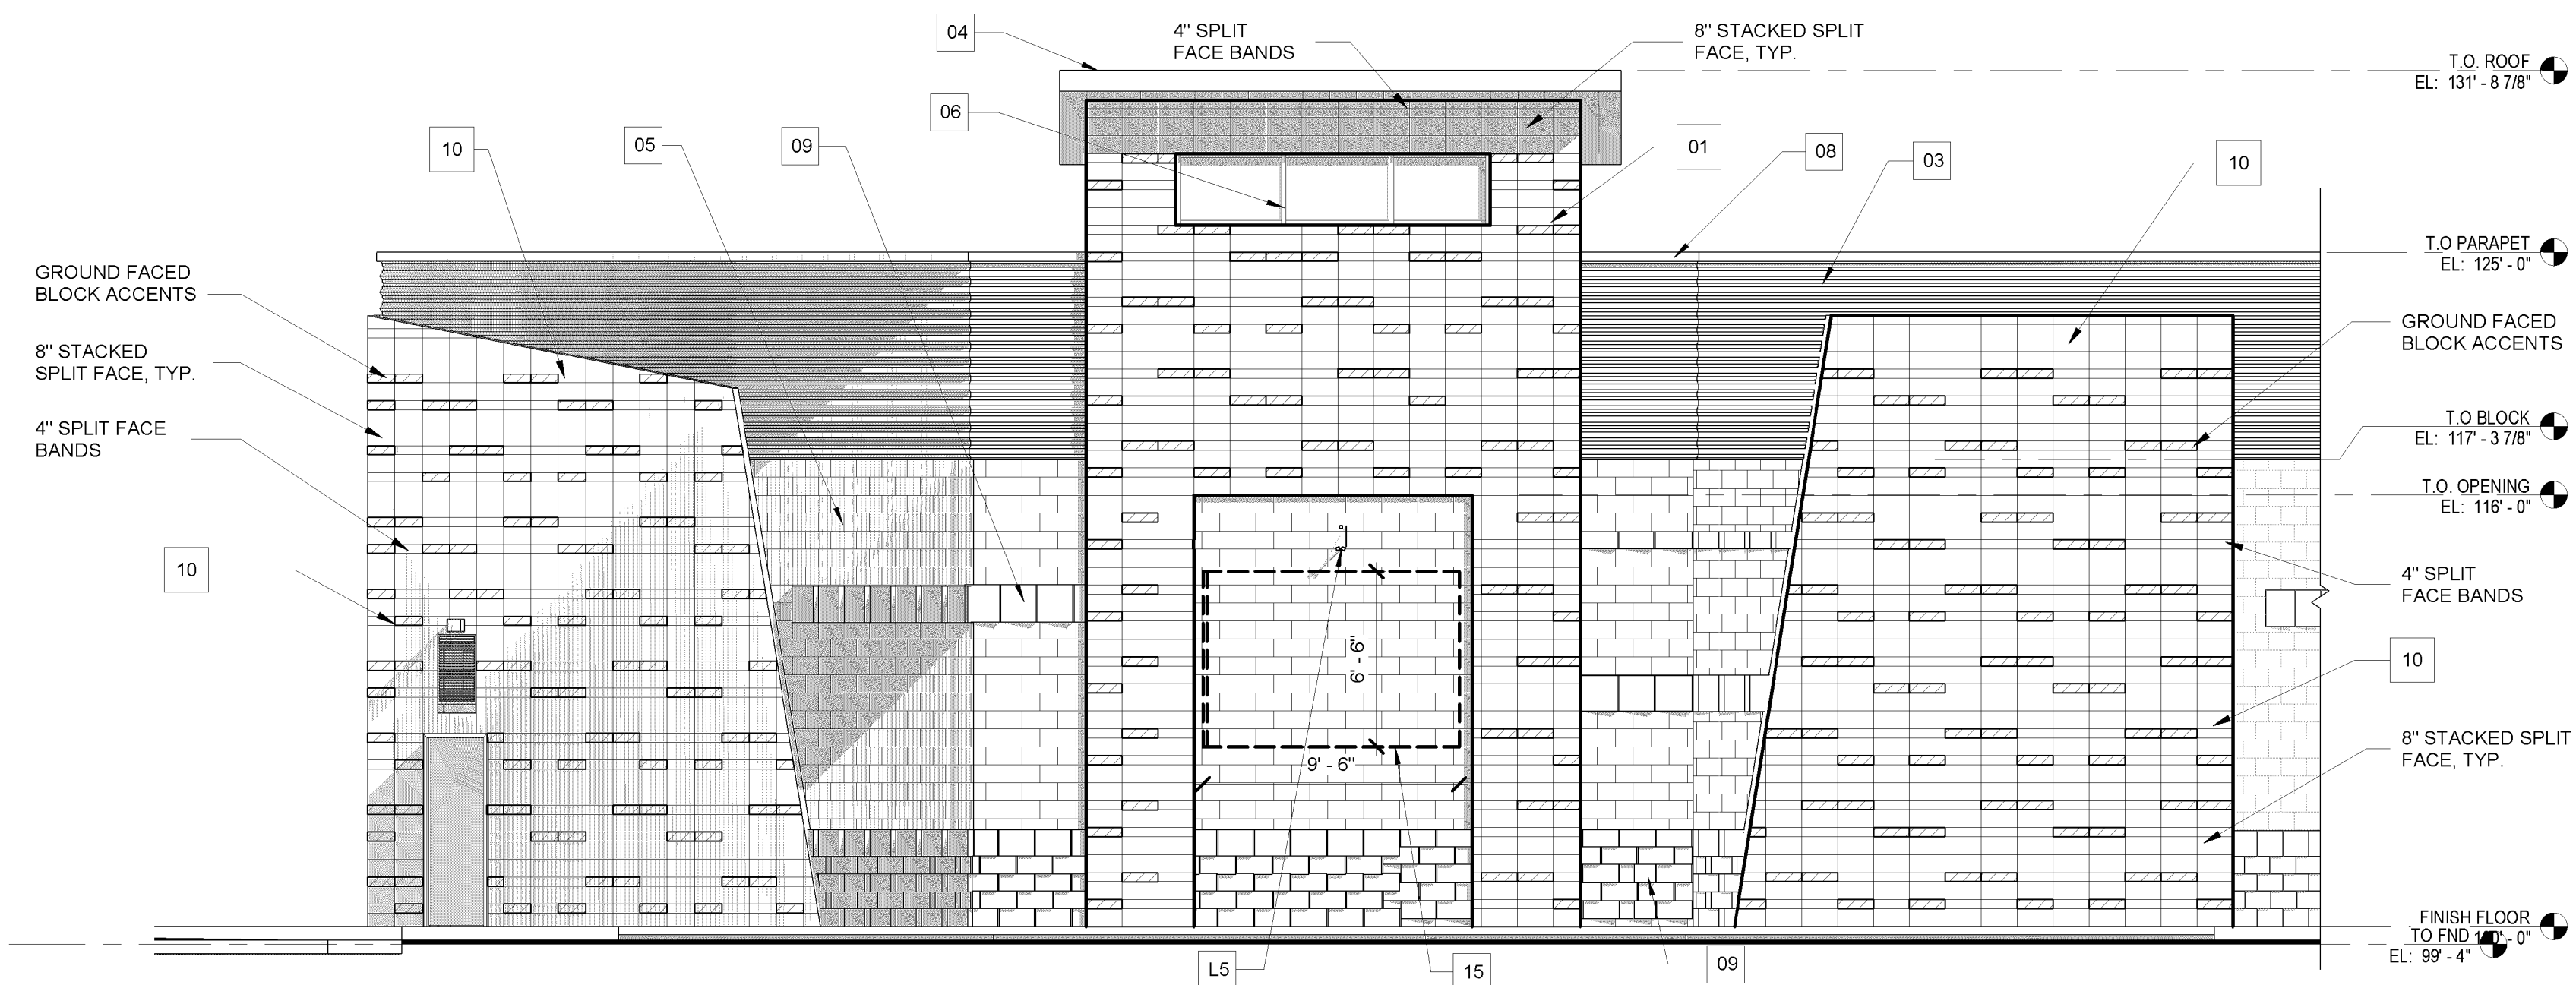 04
4" SPLIT
FACE BANDS
8" STACKED SPLIT
FACE, TYP.
T.O. ROOF
EL: 131' - 8 7/8"
06
10
05
09
01
08
03
10
T.O PARAPET
EL: 125' - 0"
GROUND FACED
BLOCK ACCENTS
8" STACKED
SPLIT FACE, TYP.
4" SPLIT FACE
BANDS
10
GROUND FACED
BLOCK ACCENTS
T.O BLOCK
EL: 117' - 3 7/8"
T.O. OPENING
EL: 116' - 0"
4" SPLIT
FACE BANDS
10
8" STACKED SPLIT
FACE, TYP.
6' - 6"
9' - 6"
FINISH FLOOR
TO FND
EL: 99' - 4"
L5
15
09